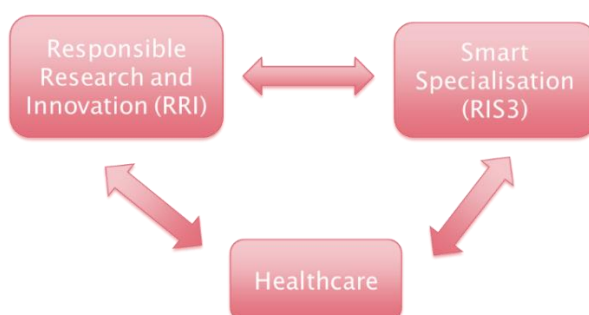 Responsible
Research and
Innovation (RRI)
Smart
Specialisation
(RIS3)
Healthcare